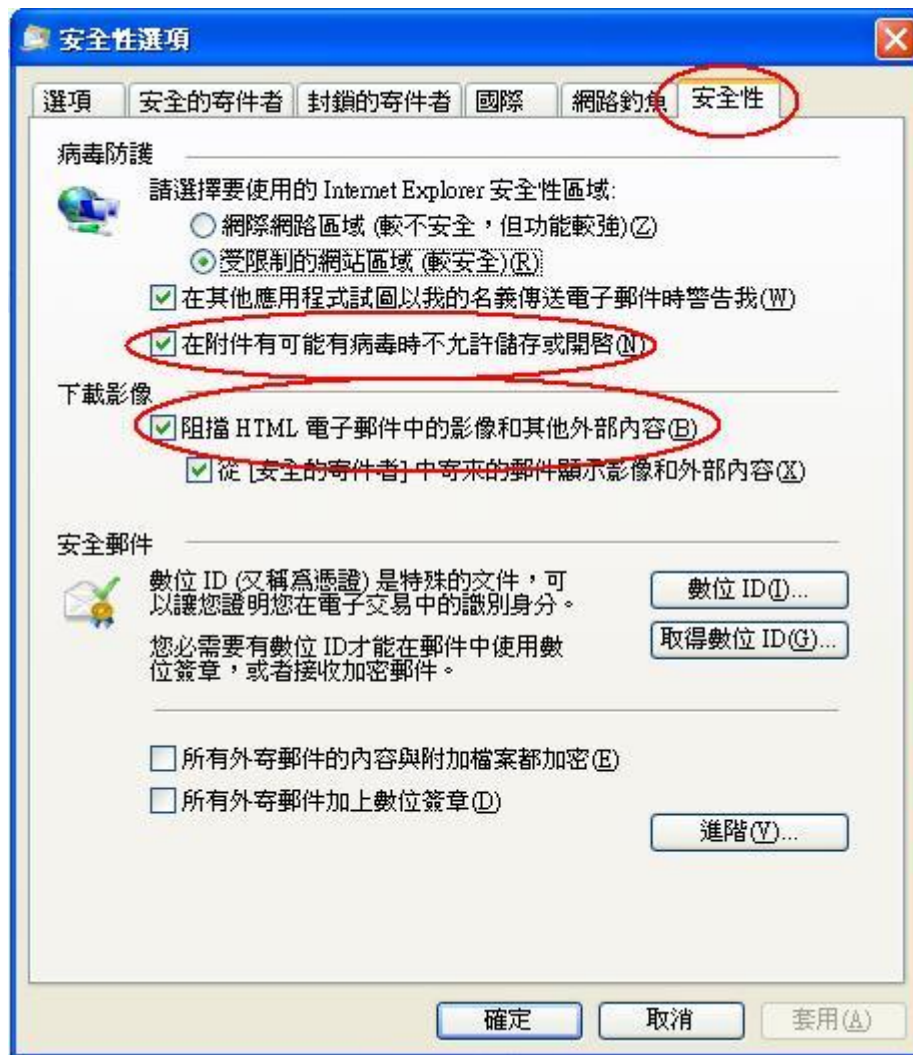 安全性選項
選項 安全的寄件者 封鎖的寄件者 國際 網路釣魚 安全性
病毒防護
請選擇要使用的 Internet Explorer 安全性區域:
網際網路區域 (較不安全，但功能較強)(Z)
受限制的網站區域 (較安全)(R)
在其他應用程式試圖以我的名義傳送電子郵件時警告我(W)
在附件有可能有病毒時不允許儲存或開啟(N)
下載影像
阻擋 HTML 電子郵件中的影像和其他外部內容(B)
從 [安全的寄件者] 中寄來的郵件顯示影像和外部內容(X)
安全郵件
數位 ID (又稱為憑證) 是特殊的文件，可
以讓您證明您在電子交易中的識別身分。
數位 ID(I)...
您必需要有數位 ID才能在郵件中使用數
位簽章，或者接收加密郵件。
取得數位 ID(G)...
所有外寄郵件的內容與附加檔案都加密(E)
所有外寄郵件加上數位簽章(D)
進階(V)...
確定 取消 套用(A)